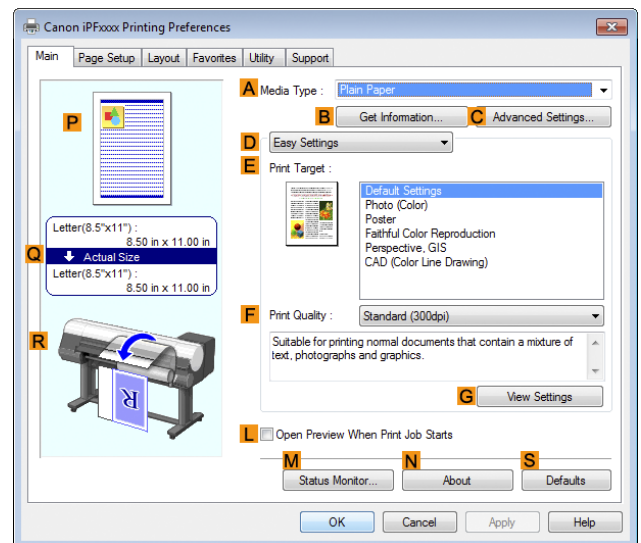 Canon iPFxxxx Printing Preferences
Main Page Setup Layout Favorites Utility Support
A Media Type : Plain Paper
B Get Information... C Advanced Settings...
D Easy Settings
E Print Target :
Default Settings
Photo (Color)
Poster
Faithful Color Reproduction
Perspective, GIS
CAD (Color Line Drawing)
P
Q
Letter(8.5"x11") :
8.50 in x 11.00 in
Actual Size
Letter(8.5"x11") :
8.50 in x 11.00 in
R
R
F Print Quality : Standard (300dpi)
Suitable for printing normal documents that contain a mixture of
text, photographs and graphics.
G View Settings
L Open Preview When Print Job Starts
M N S
Status Monitor... About Defaults
OK Cancel Apply Help